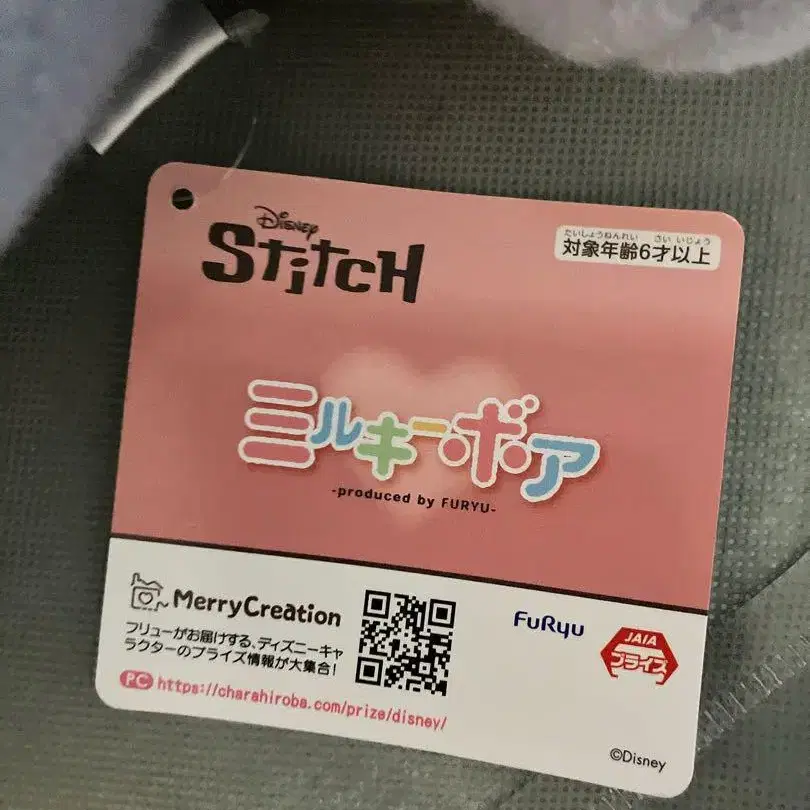 Disney
Stitch
たいしょうねんれい さい いじょう
対象年齢6才以上
ミルキーボア
-produced by FURYU-
MerryCreation
フリューがお届けする、ディズニーキャ
ラクターのプライズ情報が大集合!
PC https://charahiroba.com/prize/disney/
FuRyu
JAIA
プライズ
©Disney